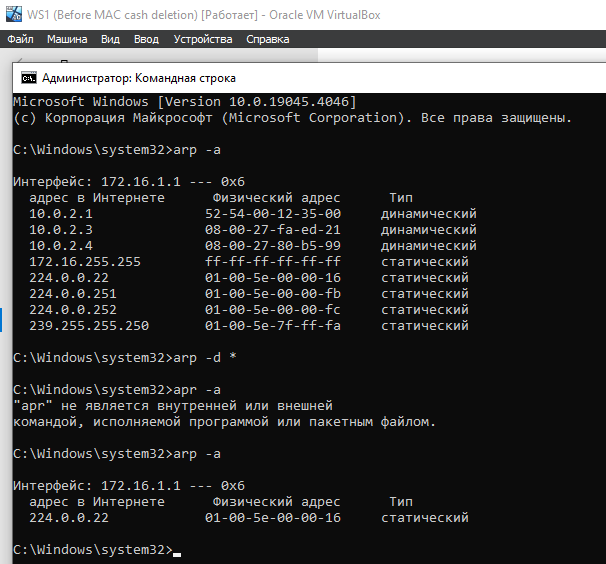 WS1 (Before MAC cash deletion) [Работает] - Oracle VM VirtualBox
Файл Машина Вид Ввод Устройства Справка
Администратор: Командная строка
Microsoft Windows [Version 10.0.19045.4046]
(c) Корпорация Майкрософт (Microsoft Corporation). Все права защищены.
C:\Windows\system32>arp -a
Интерфейс: 172.16.1.1 --- 0x6
адрес в Интернете Физический адрес Тип
10.0.2.1 52-54-00-12-35-00 динамический
10.0.2.3 08-00-27-fa-ed-21 динамический
10.0.2.4 08-00-27-80-b5-99 динамический
172.16.255.255 ff-ff-ff-ff-ff-ff статический
224.0.0.22 01-00-5e-00-00-16 статический
224.0.0.251 01-00-5e-00-00-fb статический
224.0.0.252 01-00-5e-00-00-fc статический
239.255.255.250 01-00-5e-7f-ff-fa статический
C:\Windows\system32>arp -d *
C:\Windows\system32>apr -a
"apr" не является внутренней или внешней
командой, исполняемой программой или пакетным файлом.
C:\Windows\system32>arp -a
Интерфейс: 172.16.1.1 --- 0x6
адрес в Интернете Физический адрес Тип
224.0.0.22 01-00-5e-00-00-16 статический
C:\Windows\system32>